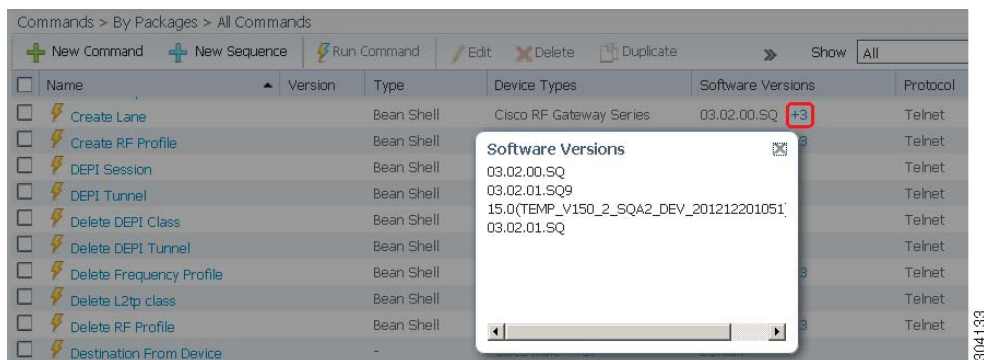 Commands > By Packages > All Commands
New Command New Sequence Run Command Edit Delete Duplicate » Show All
Name Version Type Device Types Software Versions Protocol
Create Lane Bean Shell Cisco RF Gateway Series 03.02.00.SQ +3 Telnet
Create RF Profile Bean Shell 3 Telnet
DEPI Session Bean Shell Telnet
DEPI Tunnel Bean Shell Telnet
Delete DEPI Class Bean Shell Telnet
Delete DEPI Tunnel Bean Shell Telnet
Delete Frequency Profile Bean Shell 3 Telnet
Delete L2tp class Bean Shell Telnet
Delete RF Profile Bean Shell 3 Telnet
Destination From Device -
Software Versions
03.02.00.SQ
03.02.01.SQ9
15.0(TEMP_V150_2_SQA2_DEV_201212201051)
03.02.01.SQ
304133